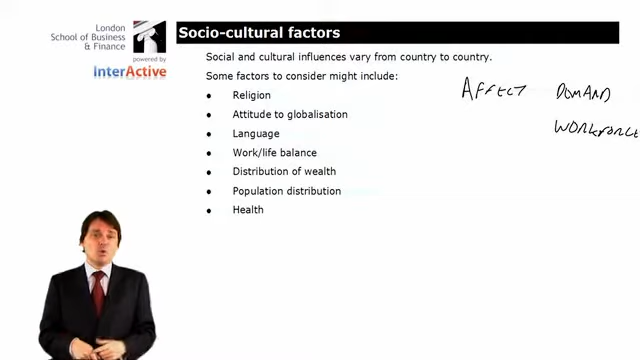 London
School of Business
& Finance
powered by
InterActive
Socio-cultural factors
Social and cultural influences vary from country to country.
Some factors to consider might include:
● Religion
● Attitude to globalisation
● Language
● Work/life balance
● Distribution of wealth
● Population distribution
● Health
AFFECT DEMAND
WORKFORCE